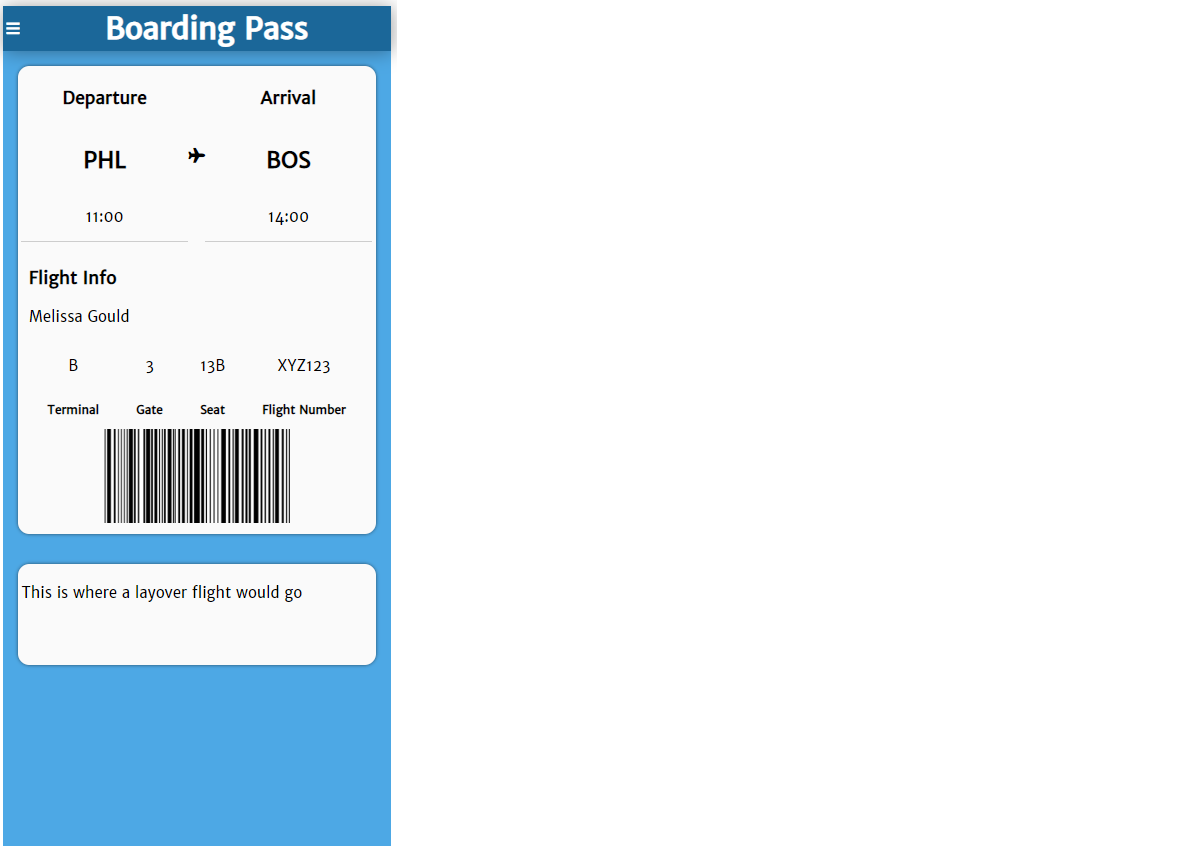 Boarding Pass
Departure Arrival
PHL BOS
11:00 14:00
Flight Info
Melissa Gould
B 3 13B XYZ123
Terminal Gate Seat Flight Number
This is where a layover flight would go